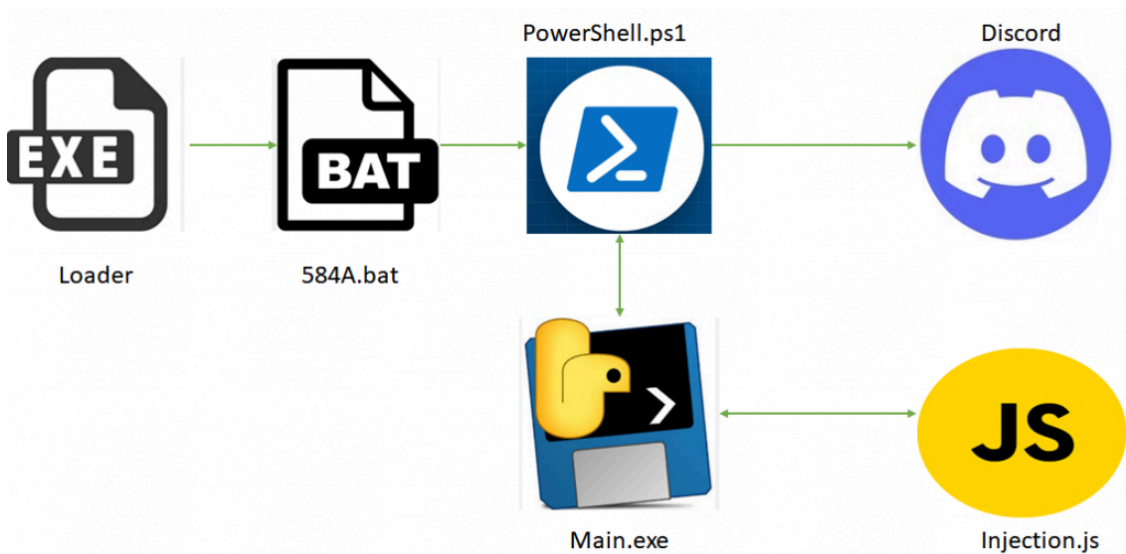 PowerShell.ps1
Discord
EXE
BAT
Loader
584A.bat
JS
Main.exe
Injection.js